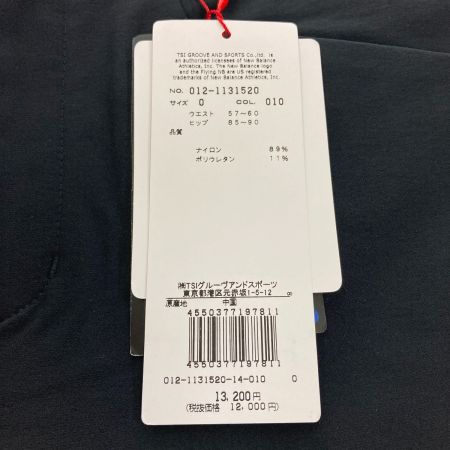 TSI GROOVE AND SPORTS Co.,ltd. is
an authorized licensees of New Balance
Athletics, Inc. The New Balance logo
and the Flying NB are US registered
trademarks of New Balance Athletics, Inc.
NO. 012-1131520
サイズ 0 COL. 010
ウエスト 57~60
ヒップ 85~90
品質
ナイロン 89%
ポリウレタン 11%
㈱TSIグルーヴアンドスポーツ
東京都港区元赤坂1-5-12
原産地 中国
4550377197811
4550377197811
012-1131520-14-010 0
13,200円
(税抜価格 12,000円)